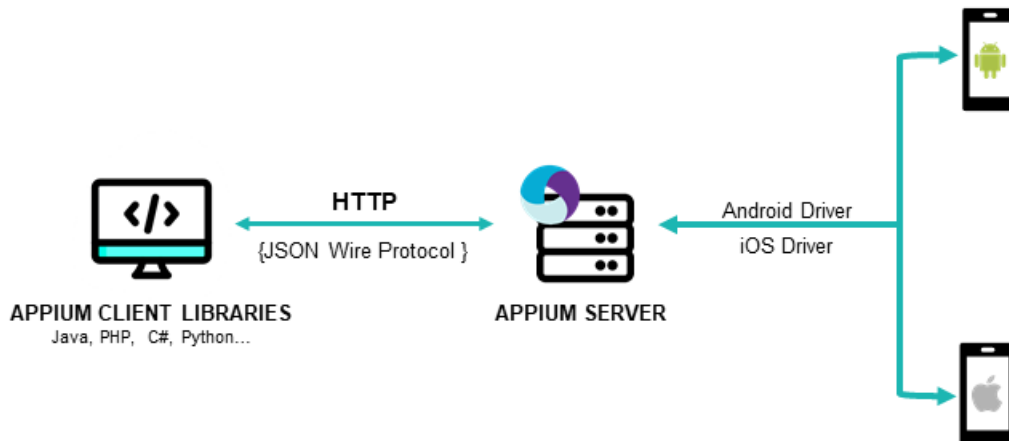 HTTP
{JSON Wire Protocol }
Android Driver
iOS Driver
APPIUM CLIENT LIBRARIES
Java, PHP, C#, Python...
APPIUM SERVER